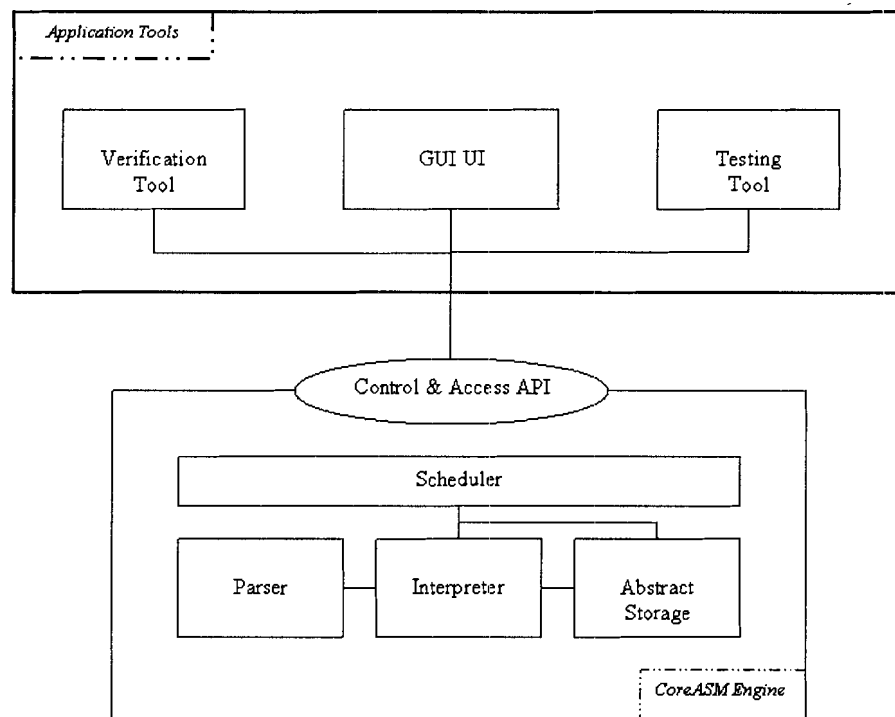 Application Tools
Verification
Tool
GUI UI
Testing
Tool
Control & Access API
Scheduler
Parser
Interpreter
Abstract
Storage
CoreASM Engine